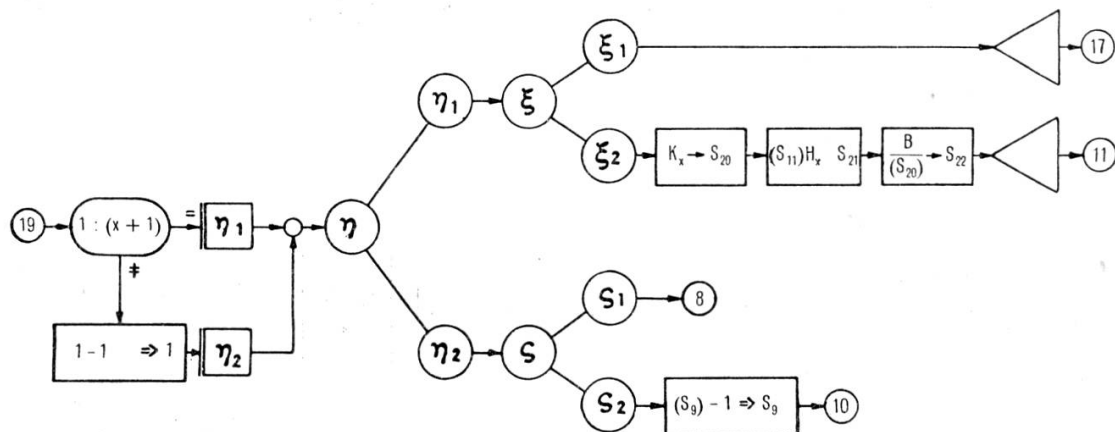 ξ1
17
η1
ξ
ξ2
Kx → S20
(S11)Hx S21
B/(S20) → S22
11
19
1 : (x + 1)
=
η1
η
≠
ς1
8
1 - 1 ⇒ 1
η2
η2
ς
ς2
(S9) - 1 ⇒ S9
10